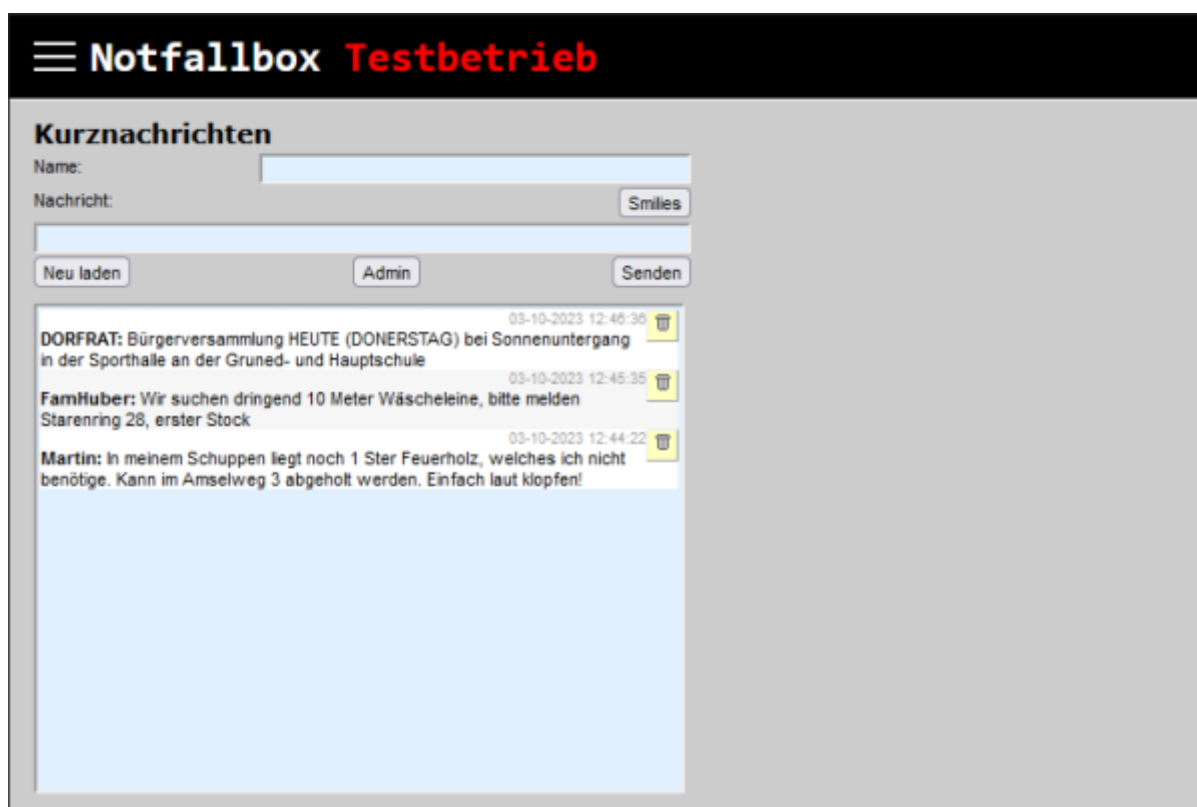 Notfallbox Testbetrieb
Kurznachrichten
Name:
Nachricht:
Smilies
Neu laden
Admin
Senden
03-10-2023 12:46:36
DORFRAT: Bürgerversammlung HEUTE (DONERSTAG) bei Sonnenuntergang
in der Sporthalle an der Gruned- und Hauptschule
03-10-2023 12:45:35
FamHuber: Wir suchen dringend 10 Meter Wäscheleine, bitte melden
Starenring 28, erster Stock
03-10-2023 12:44:22
Martin: In meinem Schuppen liegt noch 1 Ster Feuerholz, welches ich nicht
benötige. Kann im Amselweg 3 abgeholt werden. Einfach laut klopfen!